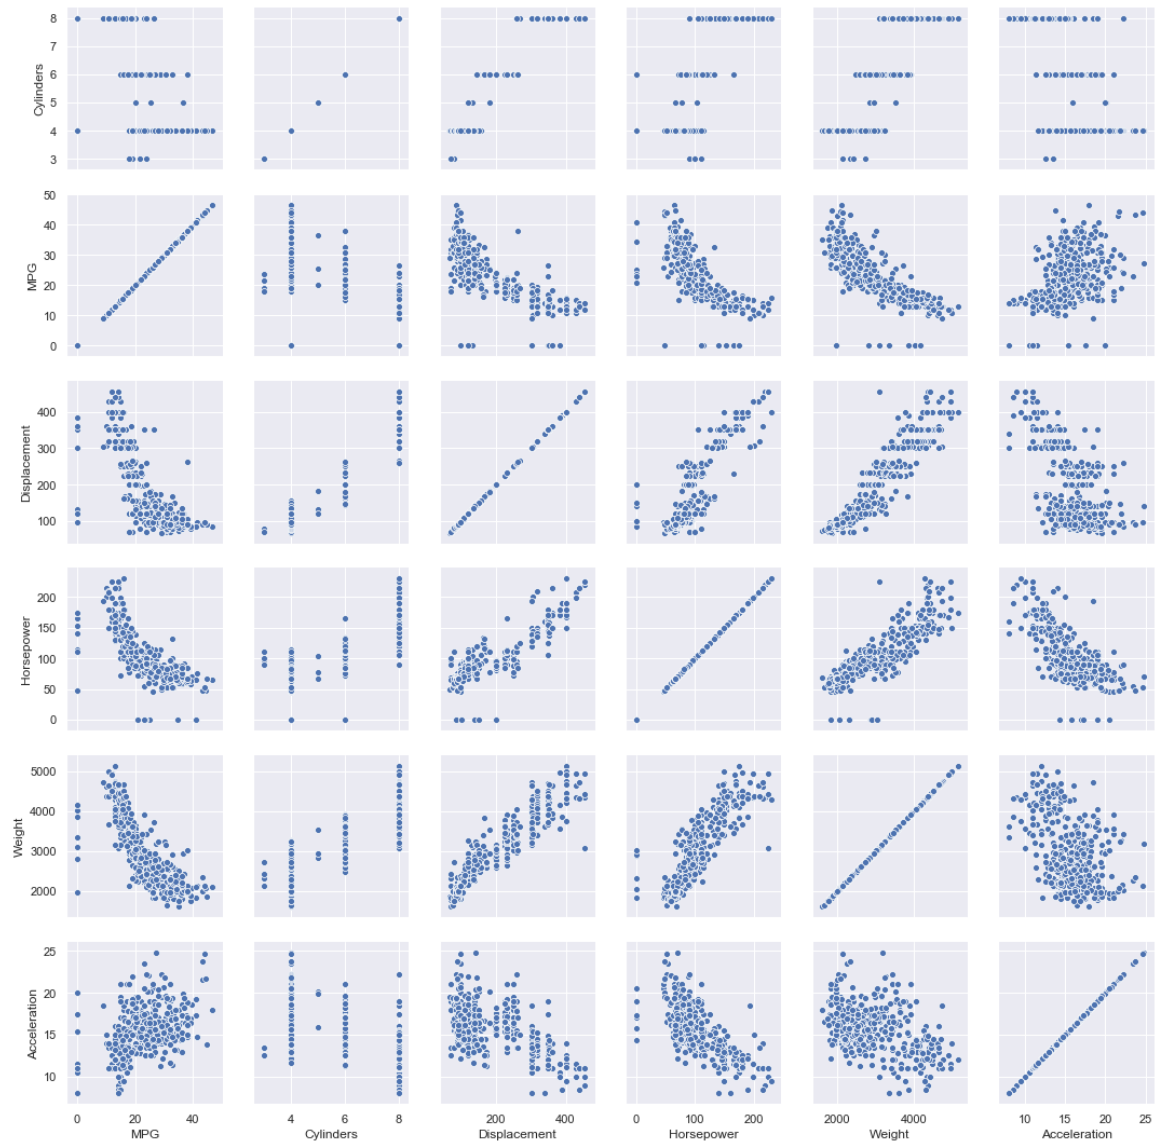 8
7
6
5
4
3
Cylinders
50
40
30
20
10
0
MPG
400
300
200
100
Displacement
200
150
100
50
0
Horsepower
5000
4000
3000
2000
Weight
25
20
15
10
Acceleration
0 20 40
4 6 8
200 400
0 100 200
2000 4000
10 15 20 25
MPG Cylinders Displacement Horsepower Weight Acceleration